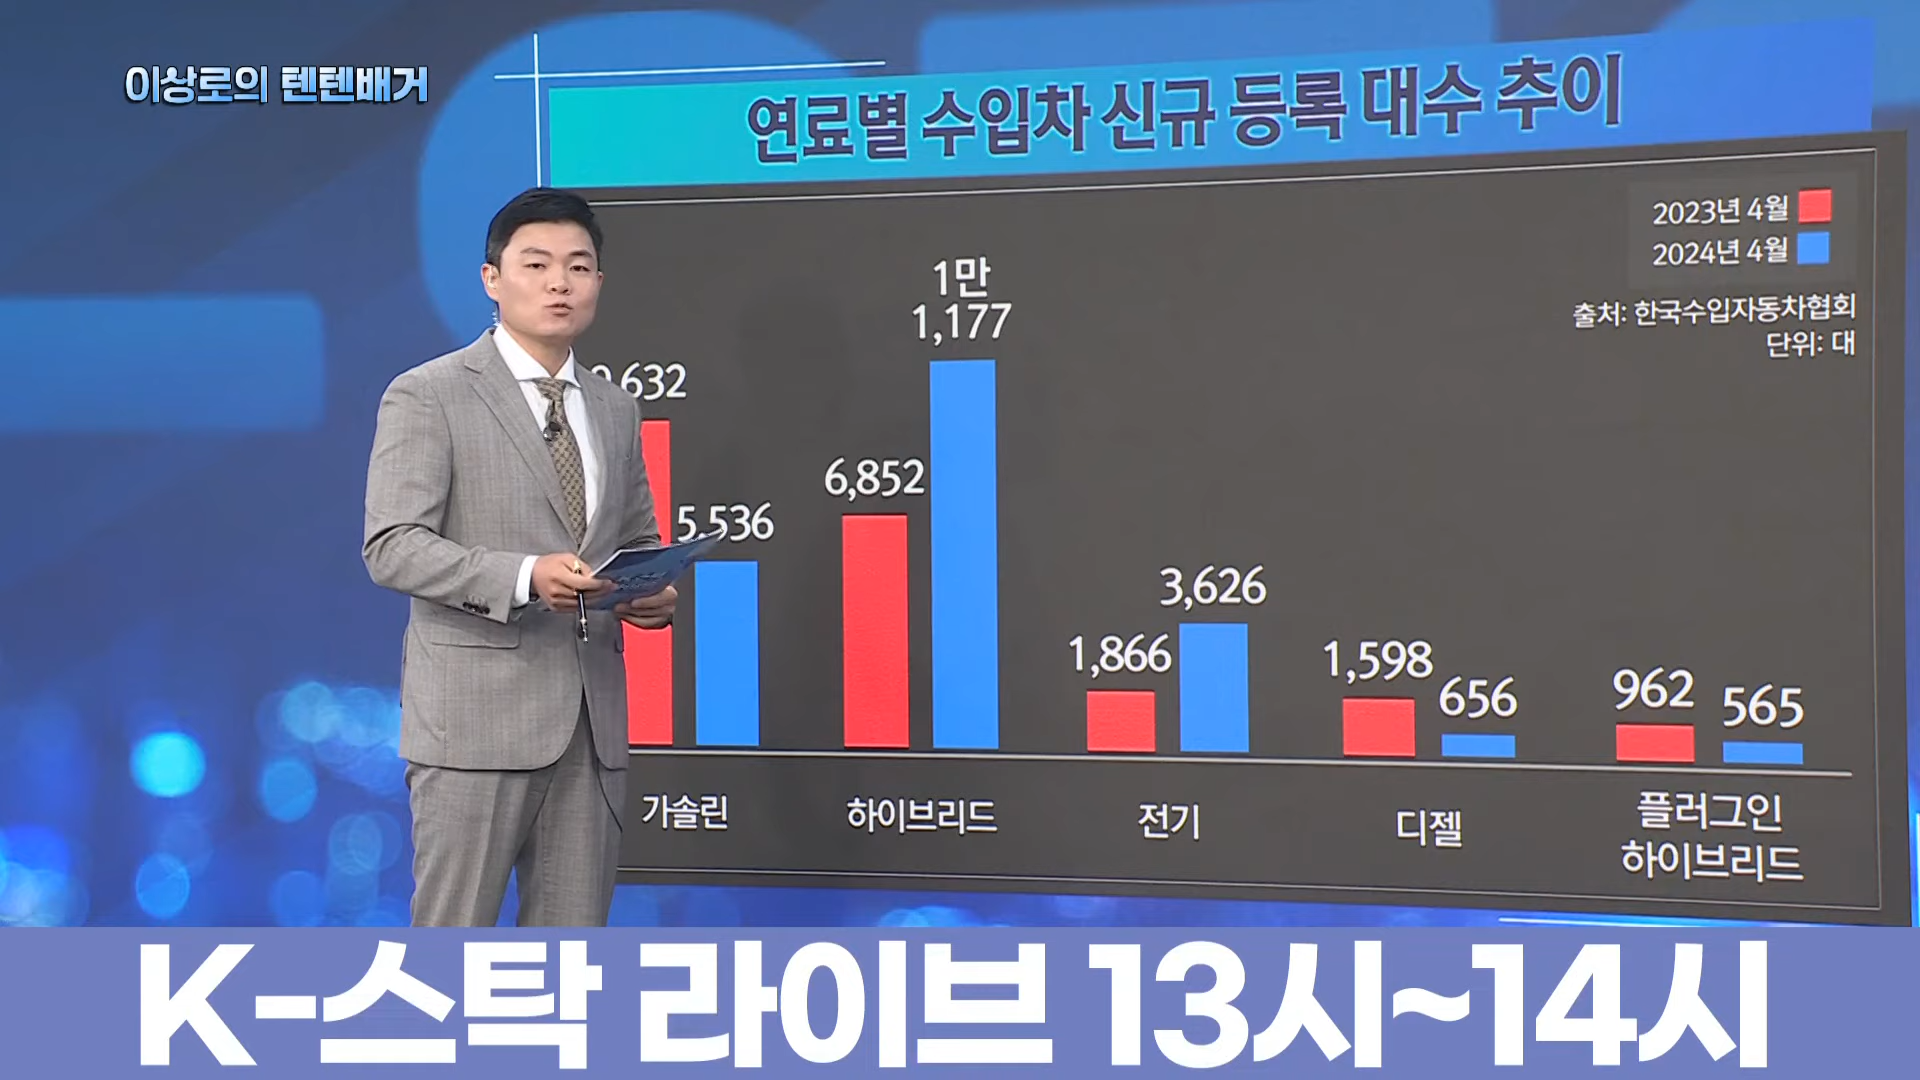 이상로의 텐텐배거
연료별 수입차 신규 등록 대수 추이
2023년 4월
2024년 4월
출처: 한국수입자동차협회
단위: 대
5,536
6,852
1만
1,177
1,866
3,626
1,598
656
962
565
가솔린
하이브리드
전기
디젤
플러그인
하이브리드
K-스탁 라이브 13시~14시